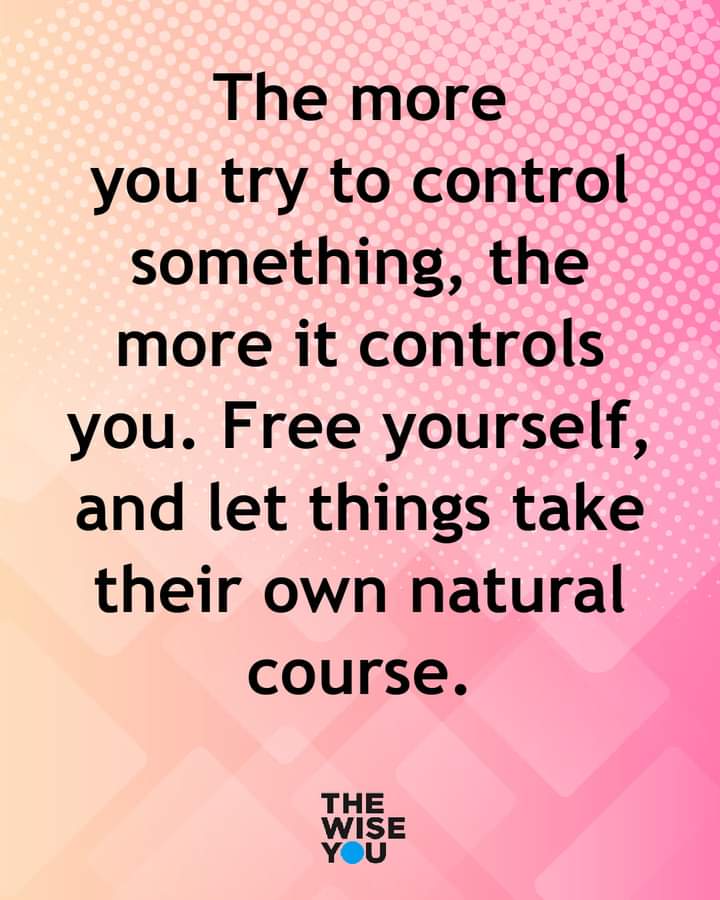 The more
you try to control
something, the
more it controls
you. Free yourself,
and let things take
their own natural
course.
THE
WISE
YOU